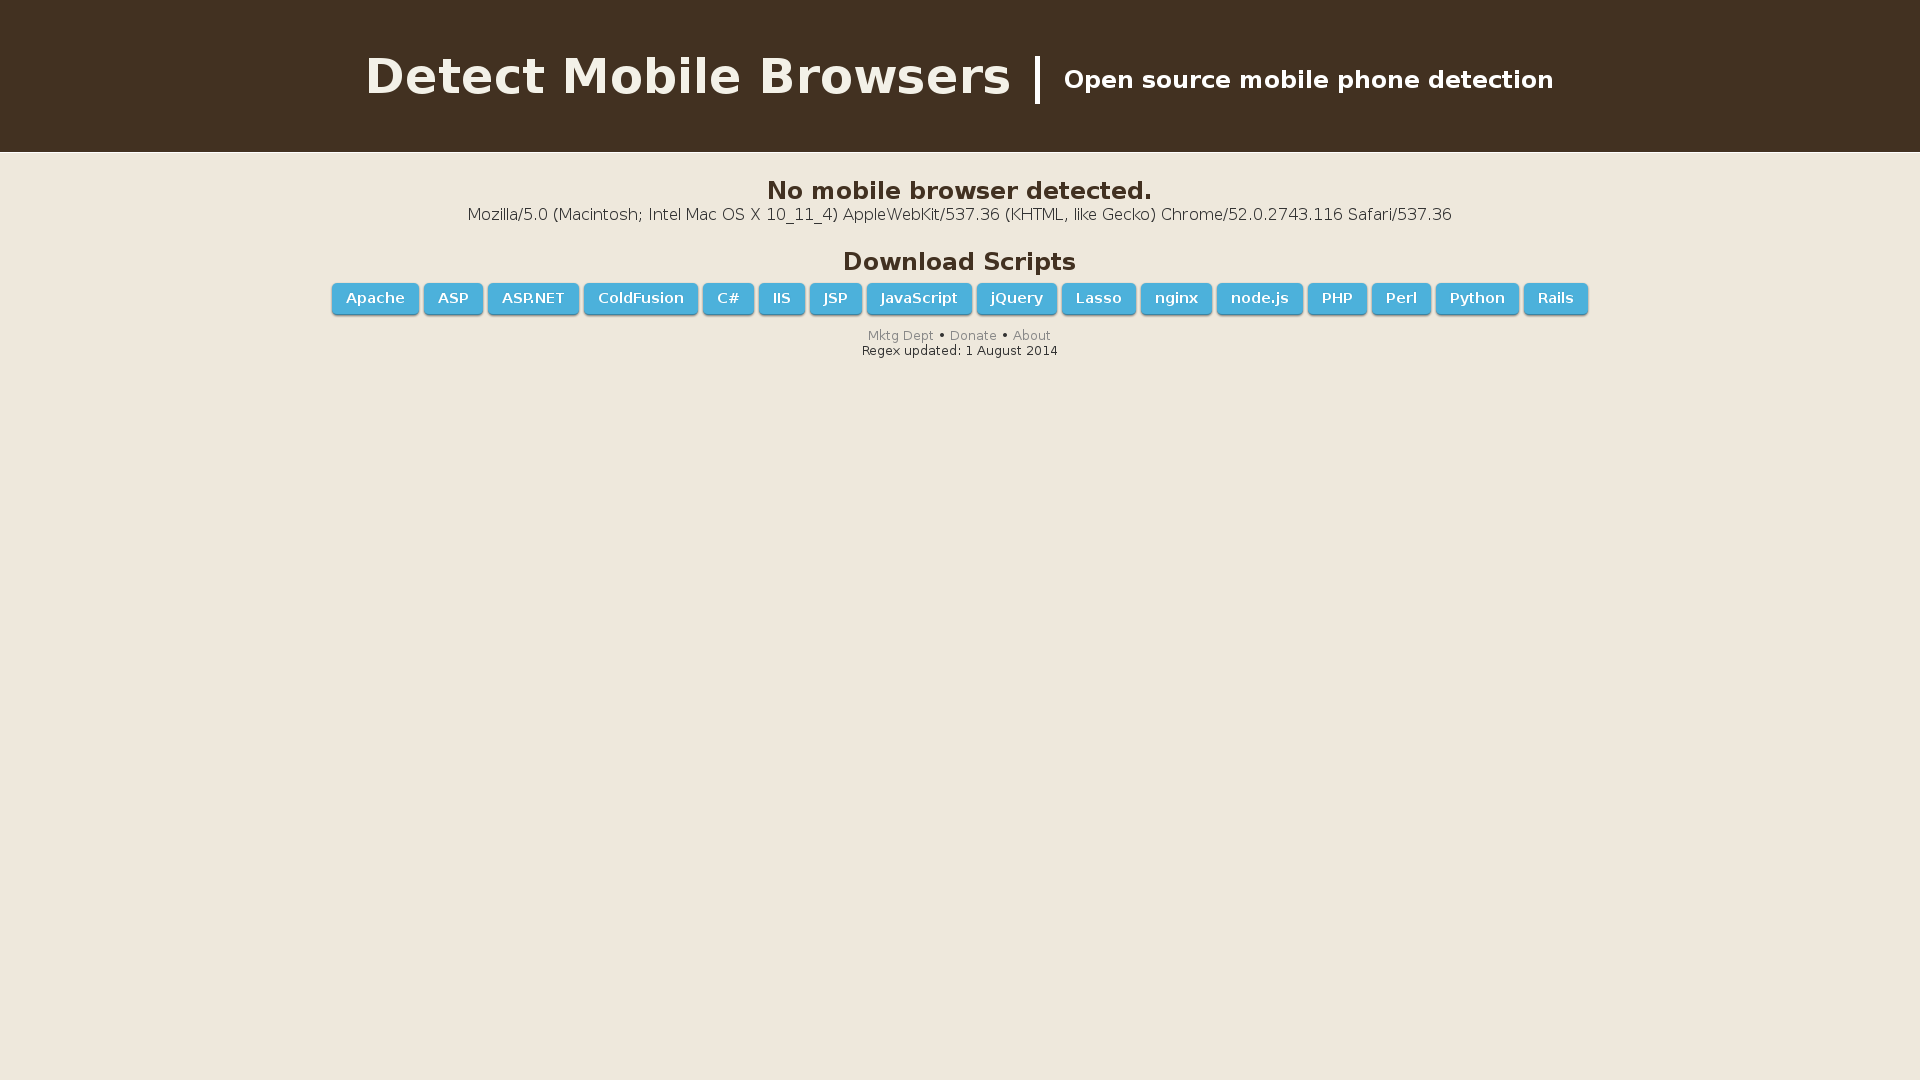 Detect Mobile Browsers | Open source mobile phone detection
No mobile browser detected.
Mozilla/5.0 (Macintosh; Intel Mac OS X 10_11_4) AppleWebKit/537.36 (KHTML, like Gecko) Chrome/52.0.2743.116 Safari/537.36
Download Scripts
Apache ASP ASP.NET ColdFusion C# IIS JSP JavaScript jQuery Lasso nginx node.js PHP Perl Python Rails
Mktg Dept • Donate • About
Regex updated: 1 August 2014